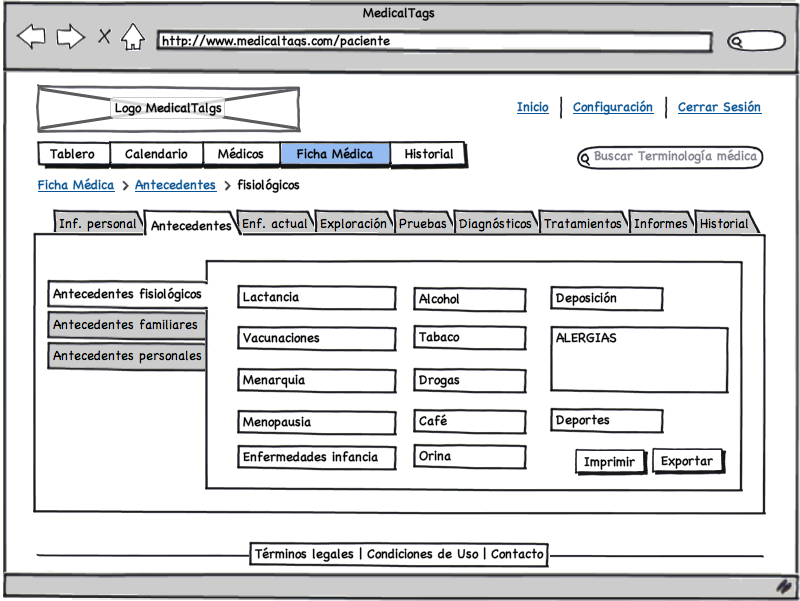 MedicalTags
http://www.medicaltags.com/paciente
Logo MedicalTalgs
Inicio | Configuración | Cerrar Sesión
Tablero Calendario Médicos Ficha Médica Historial
Buscar Terminología médica
Ficha Médica > Antecedentes > fisiológicos
Inf. personal Antecedentes Enf. actual Exploración Pruebas Diagnósticos Tratamientos Informes Historial
Antecedentes fisiológicos
Antecedentes familiares
Antecedentes personales
Lactancia Alcohol Deposición
Vacunaciones Tabaco ALERGIAS
Menarquia Drogas
Menopausia Café Deportes
Enfermedades infancia Orina
Imprimir Exportar
Términos legales | Condiciones de Uso | Contacto